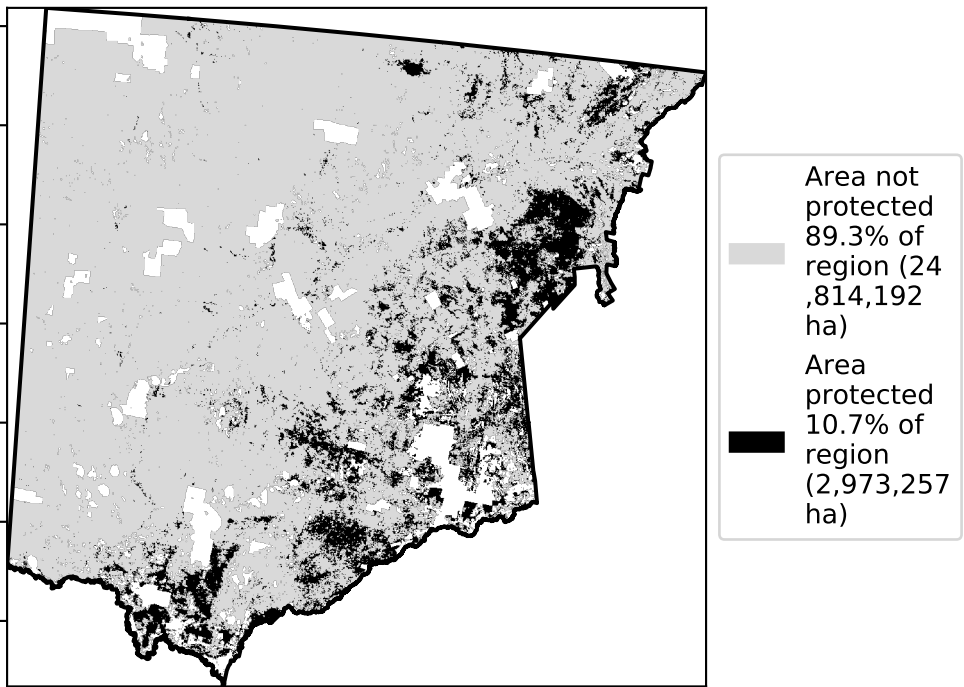 Area not
protected
89.3% of
region (24
,814,192
ha)
Area
protected
10.7% of
region
(2,973,257
ha)